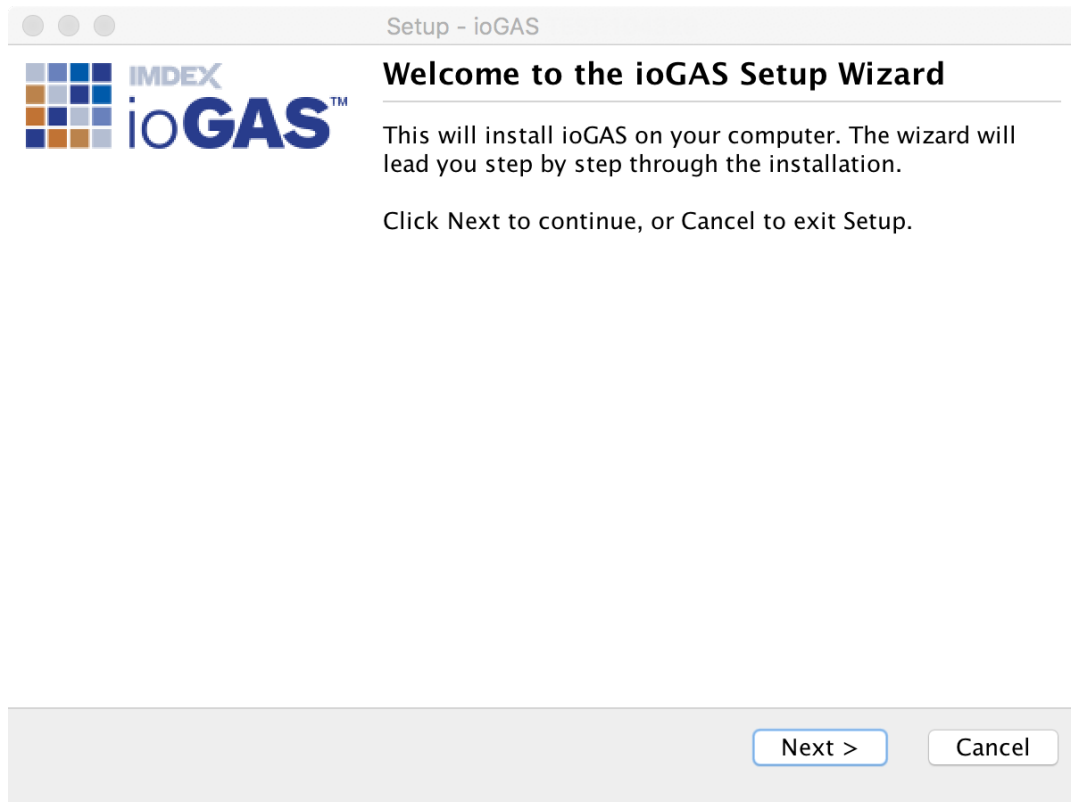 Setup - ioGAS
IMDEX
ioGAS™
Welcome to the ioGAS Setup Wizard
This will install ioGAS on your computer. The wizard will
lead you step by step through the installation.
Click Next to continue, or Cancel to exit Setup.
Next >
Cancel